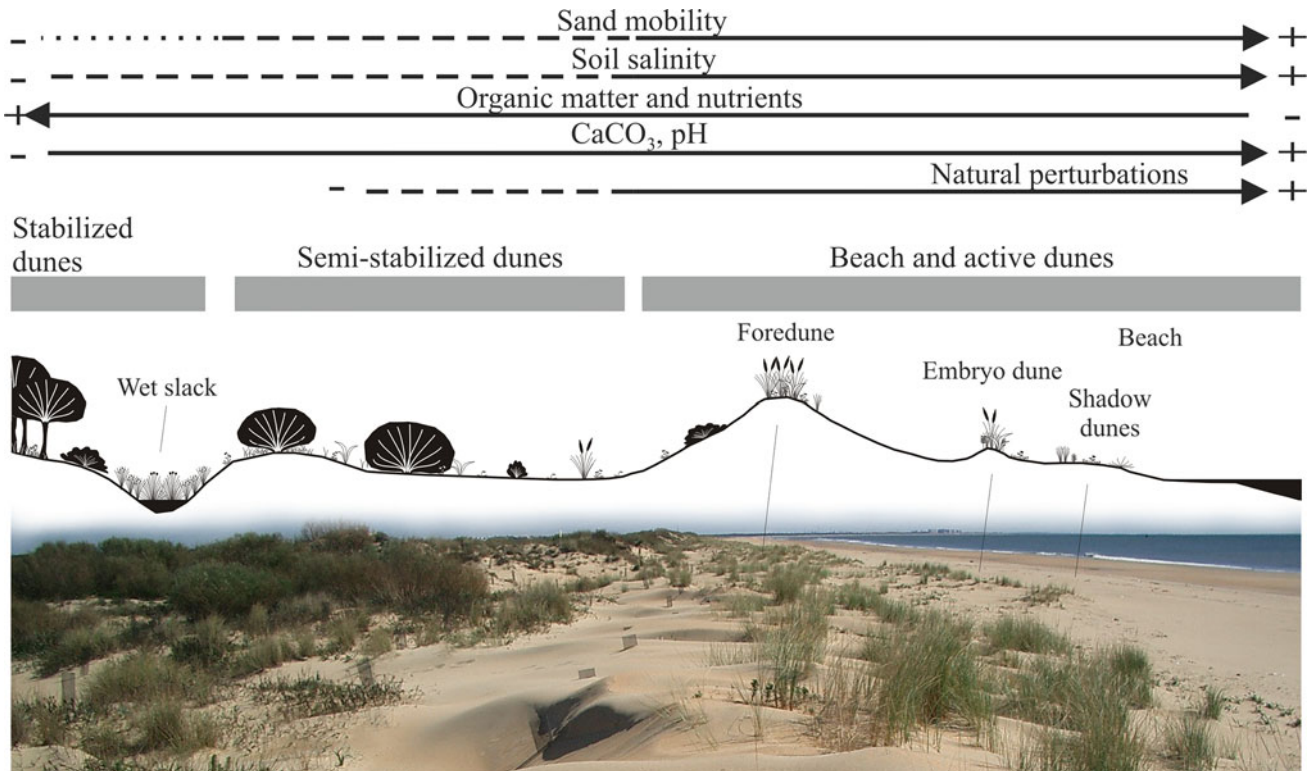 Sand mobility
- +
Soil salinity
- +
Organic matter and nutrients
+ -
CaCO₃, pH
- +
Natural perturbations
- +
Stabilized
dunes
Semi-stabilized dunes
Beach and active dunes
Foredune
Beach
Wet slack
Embryo dune
Shadow
dunes